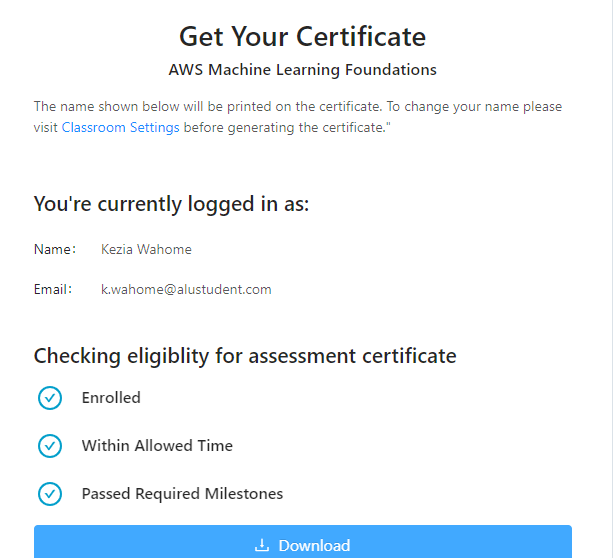 Get Your Certificate
AWS Machine Learning Foundations
The name shown below will be printed on the certificate. To change your name please
visit Classroom Settings before generating the certificate."
You're currently logged in as:
Name: Kezia Wahome
Email: k.wahome@alustudent.com
Checking eligiblity for assessment certificate
Enrolled
Within Allowed Time
Passed Required Milestones
Download